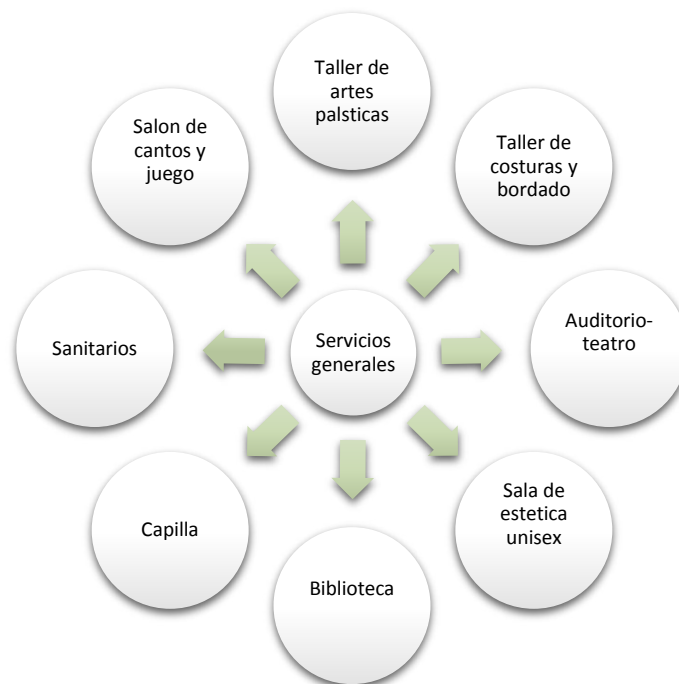 Taller de
artes
palsticas
Salon de
cantos y
juego
Taller de
costuras y
bordado
Sanitarios
Servicios
generales
Auditorio-
teatro
Capilla
Sala de
estetica
unisex
Biblioteca